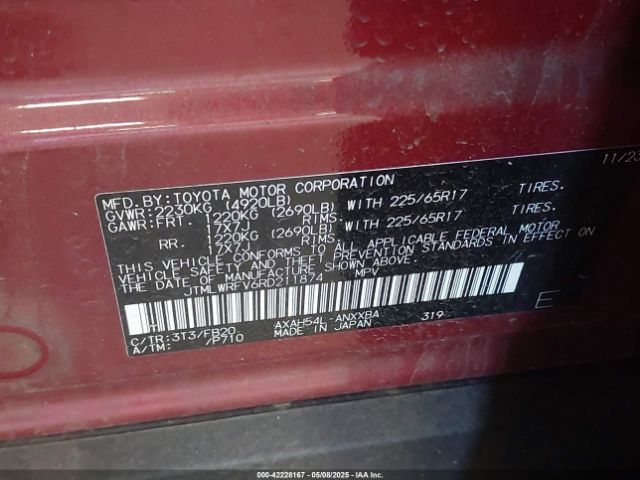 11/23
MFD.BY:TOYOTA MOTOR CORPORATION
GVWR:2230KG (4920LB)
GAWR:FRT 1220KG (2690LB) WITH 225/65R17 TIRES.
17X7J RIMS.
RR. 1220KG (2690LB) WITH 225/65R17 TIRES.
17X7J RIMS.
THIS VEHICLE CONFORMS TO ALL APPLICABLE FEDERAL MOTOR
VEHICLE SAFETY AND THEFT PREVENTION STANDARDS IN EFFECT ON
THE DATE OF MANUFACTURE SHOWN ABOVE.
JTMLWRFV6RD211874 MPV
E
C/TR:3T3/FB20 AXAH54L-ANXXBA 319
A/TM: /P710 MADE IN JAPAN
000-42228167 05/08/2025 IAAI.COM